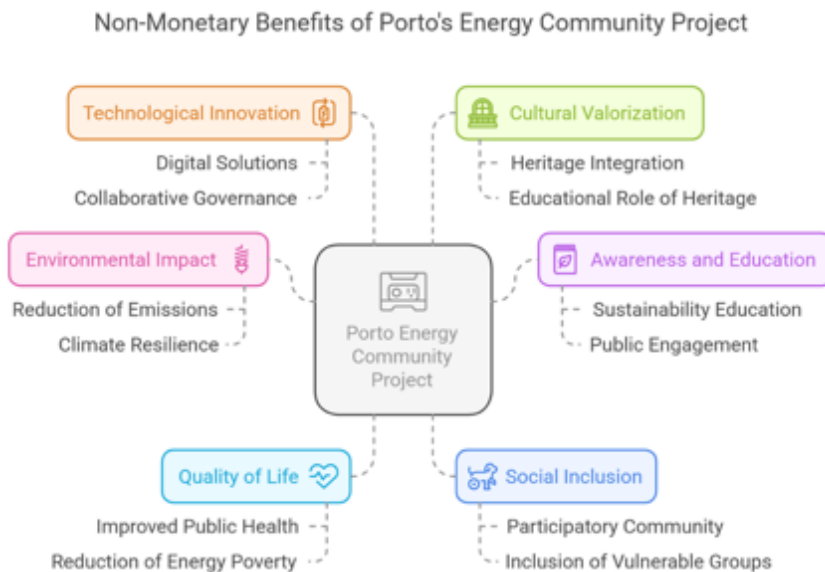 Non-Monetary Benefits of Porto's Energy Community Project
Technological Innovation
Digital Solutions
Collaborative Governance
Cultural Valorization
Heritage Integration
Educational Role of Heritage
Environmental Impact
Reduction of Emissions
Climate Resilience
Porto Energy
Community
Project
Awareness and Education
Sustainability Education
Public Engagement
Quality of Life
Improved Public Health
Reduction of Energy Poverty
Social Inclusion
Participatory Community
Inclusion of Vulnerable Groups